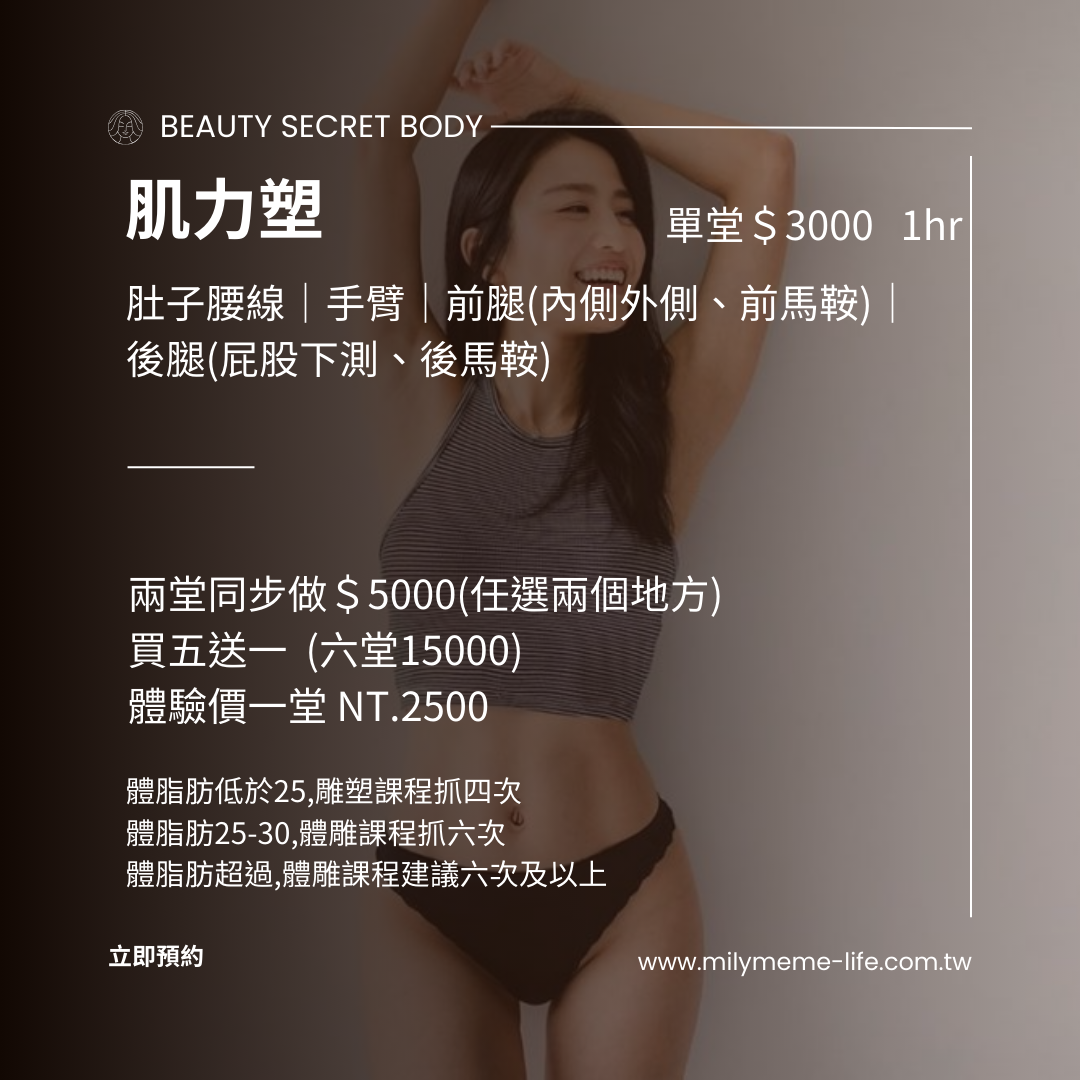 BEAUTY SECRET BODY
肌力塑
單堂＄3000 1hr
肚子腰線｜手臂｜前腿(內側外側、前馬鞍)｜
後腿(屁股下測、後馬鞍)
兩堂同步做＄5000(任選兩個地方)
買五送一 (六堂15000)
體驗價一堂 NT.2500
體脂肪低於25,雕塑課程抓四次
體脂肪25-30,體雕課程抓六次
體脂肪超過,體雕課程建議六次及以上
立即預約
www.milymeme-life.com.tw